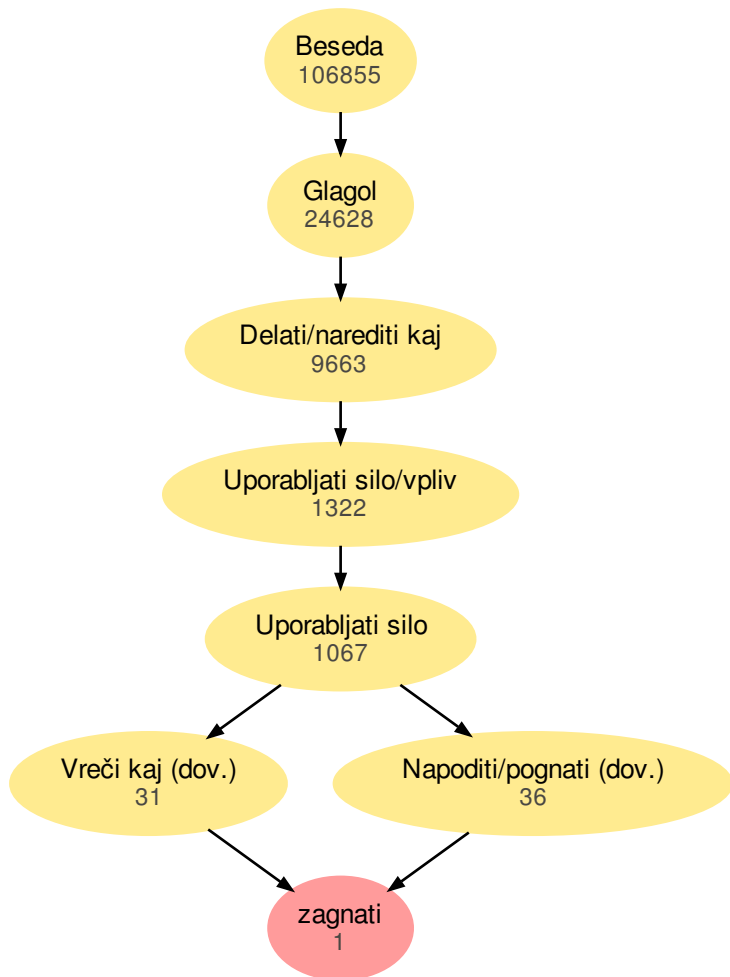 Beseda
106855
Glagol
24628
Delati/narediti kaj
9663
Uporabljati silo/vpliv
1322
Uporabljati silo
1067
Vreči kaj (dov.)
31
Napoditi/pognati (dov.)
36
zagnati
1